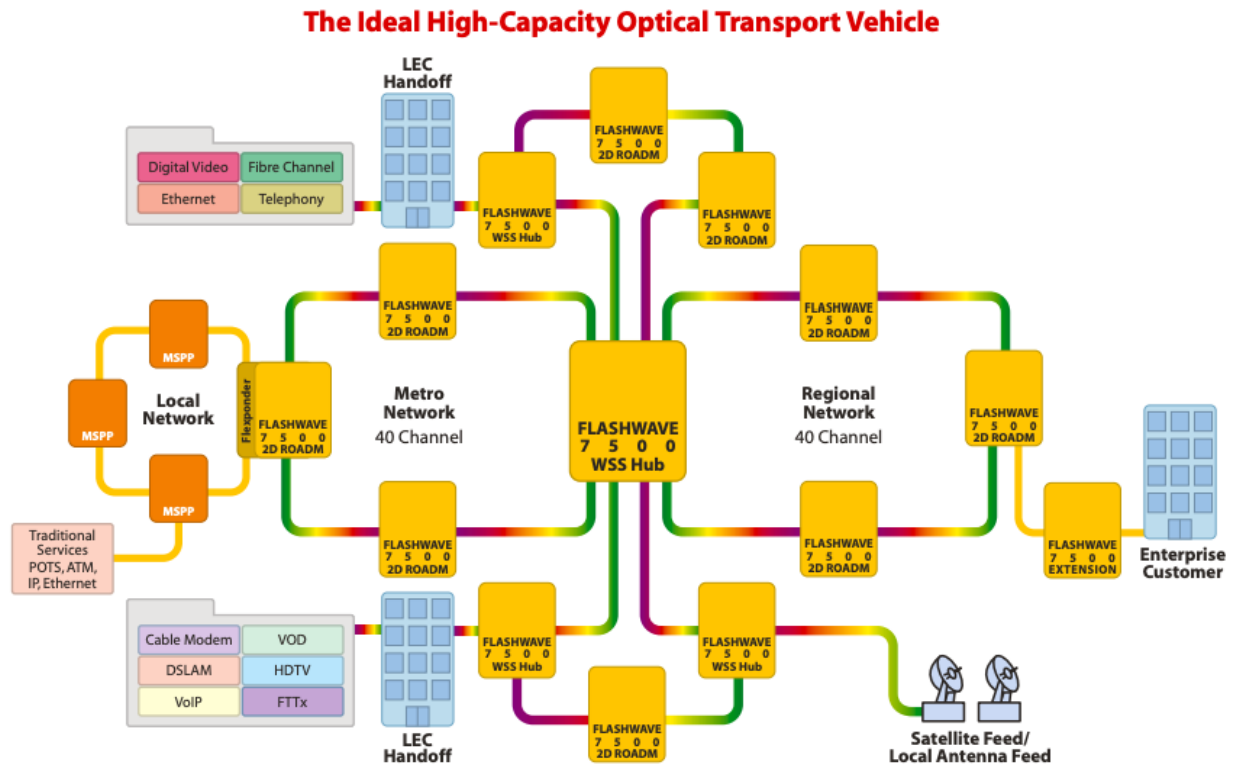 The Ideal High-Capacity Optical Transport Vehicle
LEC
Handoff
FLASHWAVE
7 5 0 0
2D ROADM
Digital Video
Fibre Channel
Ethernet
Telephony
FLASHWAVE
7 5 0 0
WSS Hub
FLASHWAVE
7 5 0 0
2D ROADM
FLASHWAVE
7 5 0 0
2D ROADM
FLASHWAVE
7 5 0 0
2D ROADM
MSPP
MSPP
Local
Network
MSPP
Flexponder
FLASHWAVE
7 5 0 0
2D ROADM
Metro
Network
40 Channel
FLASHWAVE
7 5 0 0
WSS Hub
Regional
Network
40 Channel
FLASHWAVE
7 5 0 0
2D ROADM
Traditional
Services
POTS, ATM,
IP, Ethernet
FLASHWAVE
7 5 0 0
2D ROADM
FLASHWAVE
7 5 0 0
2D ROADM
FLASHWAVE
7 5 0 0
EXTENSION
Enterprise
Customer
Cable Modem
VOD
DSLAM
HDTV
VoIP
FTTx
LEC
Handoff
FLASHWAVE
7 5 0 0
WSS Hub
FLASHWAVE
7 5 0 0
WSS Hub
FLASHWAVE
7 5 0 0
2D ROADM
Satellite Feed/
Local Antenna Feed